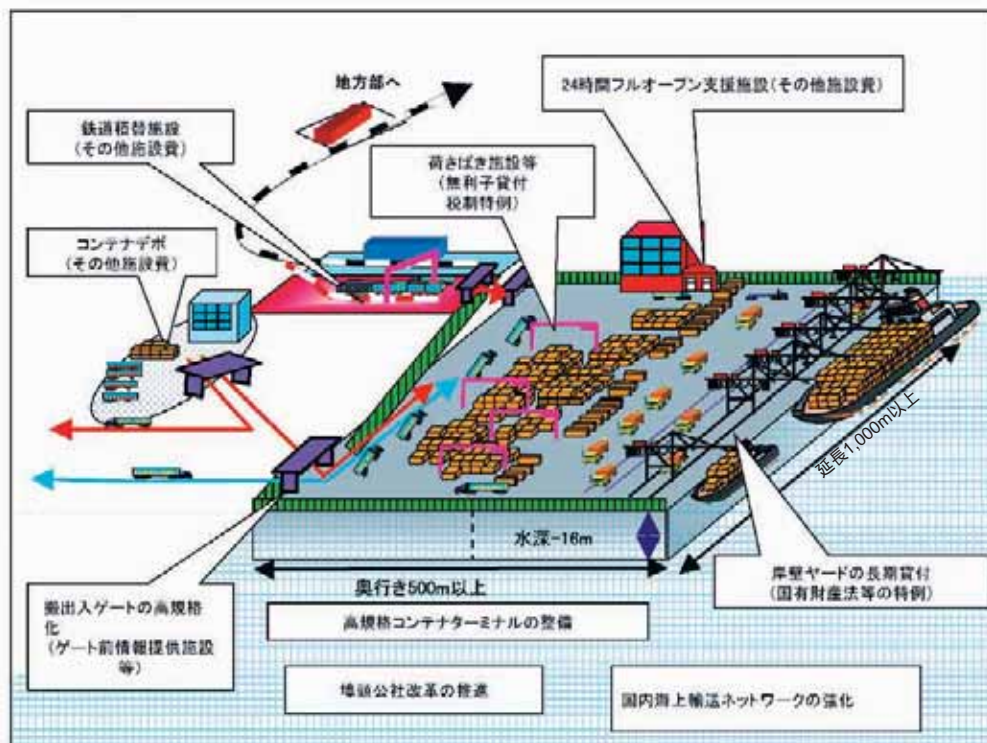 地方部へ
24時間フルオープン支援施設(その他施設費)
鉄道積替施設
(その他施設費)
荷さばき施設等
(無利子貸付
税制特例)
コンテナデポ
(その他施設費)
延長1,000m以上
水深-16m
奥行き500m以上
岸壁ヤードの長期貸付
(国有財産法等の特例)
搬出入ゲートの高規格
化
(ゲート前情報提供施設
等)
高規格コンテナターミナルの整備
埠頭公社改革の推進
国内海上輸送ネットワークの強化